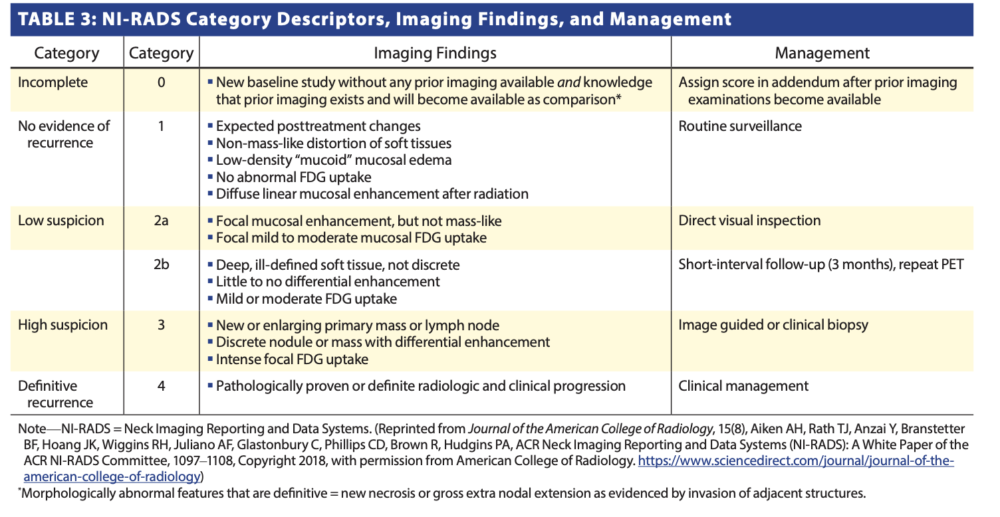 TABLE 3: NI-RADS Category Descriptors, Imaging Findings, and Management
Category Category Imaging Findings Management
Incomplete 0 ▪ New baseline study without any prior imaging available and knowledge Assign score in addendum after prior imaging
that prior imaging exists and will become available as comparison* examinations become available
No evidence of 1 ▪ Expected posttreatment changes Routine surveillance
recurrence ▪ Non-mass-like distortion of soft tissues
▪ Low-density “mucoid” mucosal edema
▪ No abnormal FDG uptake
▪ Diffuse linear mucosal enhancement after radiation
Low suspicion 2a ▪ Focal mucosal enhancement, but not mass-like Direct visual inspection
▪ Focal mild to moderate mucosal FDG uptake
2b ▪ Deep, ill-defined soft tissue, not discrete Short-interval follow-up (3 months), repeat PET
▪ Little to no differential enhancement
▪ Mild or moderate FDG uptake
High suspicion 3 ▪ New or enlarging primary mass or lymph node Image guided or clinical biopsy
▪ Discrete nodule or mass with differential enhancement
▪ Intense focal FDG uptake
Definitive 4 ▪ Pathologically proven or definite radiologic and clinical progression Clinical management
recurrence
Note—NI-RADS = Neck Imaging Reporting and Data Systems. (Reprinted from Journal of the American College of Radiology, 15(8), Aiken AH, Rath TJ, Anzai Y, Branstetter
BF, Hoang JK, Wiggins RH, Juliano AF, Glastonbury C, Phillips CD, Brown R, Hudgins PA, ACR Neck Imaging Reporting and Data Systems (NI-RADS): A White Paper of the
ACR NI-RADS Committee, 1097–1108, Copyright 2018, with permission from American College of Radiology. https://www.sciencedirect.com/journal/journal-of-the-
american-college-of-radiology)
*Morphologically abnormal features that are definitive = new necrosis or gross extra nodal extension as evidenced by invasion of adjacent structures.